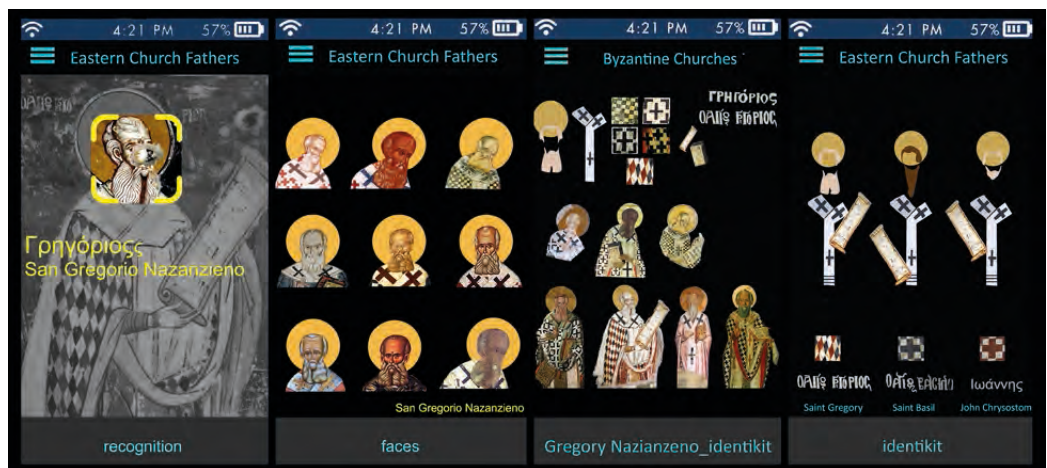 4:21 PM 57%
Eastern Church Fathers
Γρηγόριοςς
San Gregorio Nazanzieno
recognition
4:21 PM 57%
Eastern Church Fathers
San Gregorio Nazanzieno
faces
4:21 PM 57%
Byzantine Churches
ΓΡΗΓΌΡΙΟΣ
Gregory Nazianzeno_identikit
4:21 PM 57%
Eastern Church Fathers
Ιωάννης
Saint Gregory Saint Basil John Chrysostom
identikit